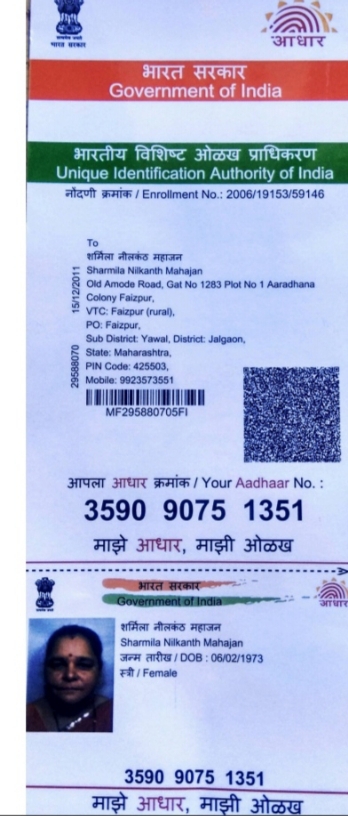 भारत सरकार
आधार
भारत सरकार
Government of India
भारतीय विशिष्ट ओळख प्राधिकरण
Unique Identification Authority of India
नोंदणी क्रमांक / Enrollment No.: 2006/19153/59146
To
शर्मिला नीलकंठ महाजन
Sharmila Nilkanth Mahajan
Old Amode Road, Gat No 1283 Plot No 1 Aaradhana
Colony Faizpur,
VTC: Faizpur (rural),
PO: Faizpur,
Sub District: Yawal, District: Jalgaon,
State: Maharashtra,
PIN Code: 425503,
Mobile: 9923573551
15/12/2011
29588070
MF295880705FI
आपला आधार क्रमांक / Your Aadhaar No. :
3590 9075 1351
माझे आधार, माझी ओळख
भारत सरकार
Government of India
आधार
शर्मिला नीलकंठ महाजन
Sharmila Nilkanth Mahajan
जन्म तारीख / DOB : 06/02/1973
स्त्री / Female
3590 9075 1351
माझे आधार, माझी ओळख